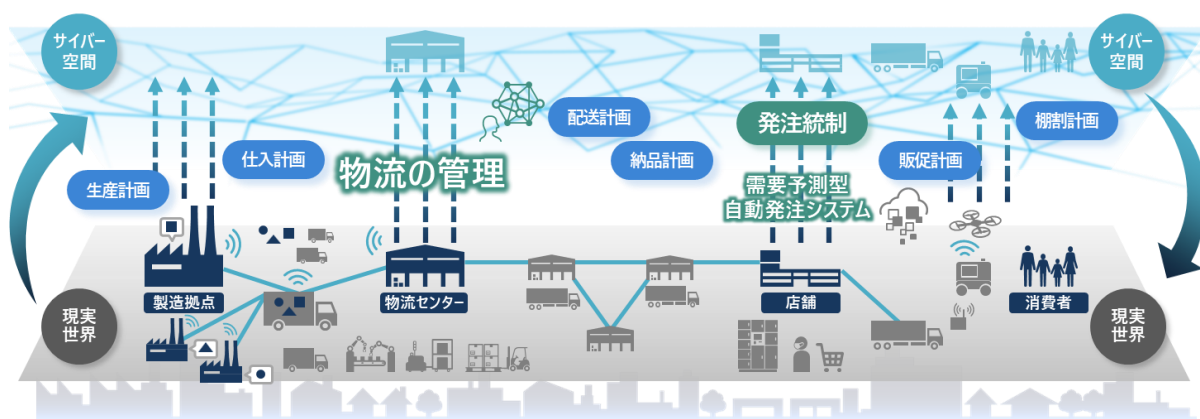 サイバー
空間
サイバー
空間
配送計画
発注統制
棚割計画
仕入計画
物流の管理
納品計画
販促計画
生産計画
需要予測型
自動発注システム
製造拠点
物流センター
店舗
消費者
現実
世界
現実
世界